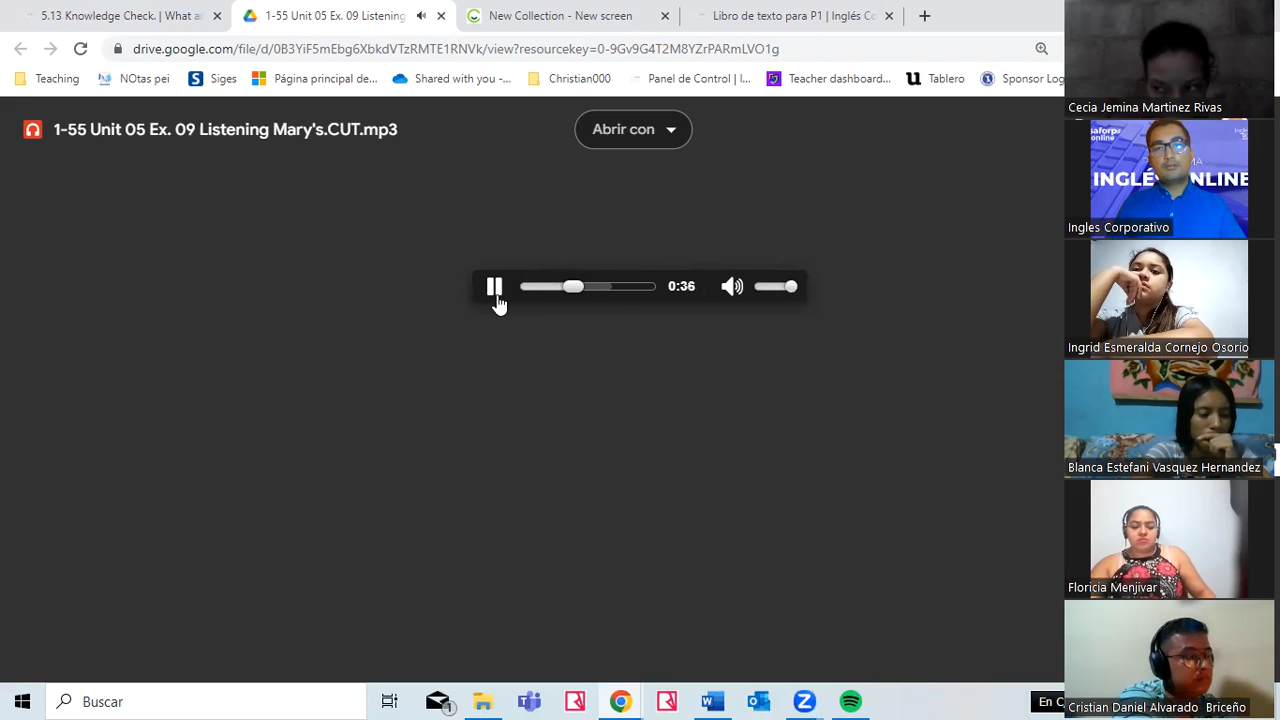 5.13 Knowledge Check. | What a
1-55 Unit 05 Ex. 09 Listening
New Collection - New screen
Libro de texto para P1 | Inglés Co
drive.google.com/file/d/0B3YiF5mEbg6XbkdVTzRMTE1RNVk/view?resourcekey=0-9Gv9G4T2M8YZrPARmLVO1g
Teaching
NOtas pei
Siges
Página principal de...
Shared with you -...
Christian000
Panel de Control | I...
Teacher dashboard...
Tablero
Sponsor Log
1-55 Unit 05 Ex. 09 Listening Mary's.CUT.mp3
Abrir con
0:36
Cecia Jemina Martinez Rivas
online
INGLÉS ONLINE
Ingles Corporativo
Ingrid Esmeralda Cornejo Osorio
Blanca Estefani Vasquez Hernandez
Floricia Menjivar
Cristian Daniel Alvarado Briceño
Buscar
1
En C